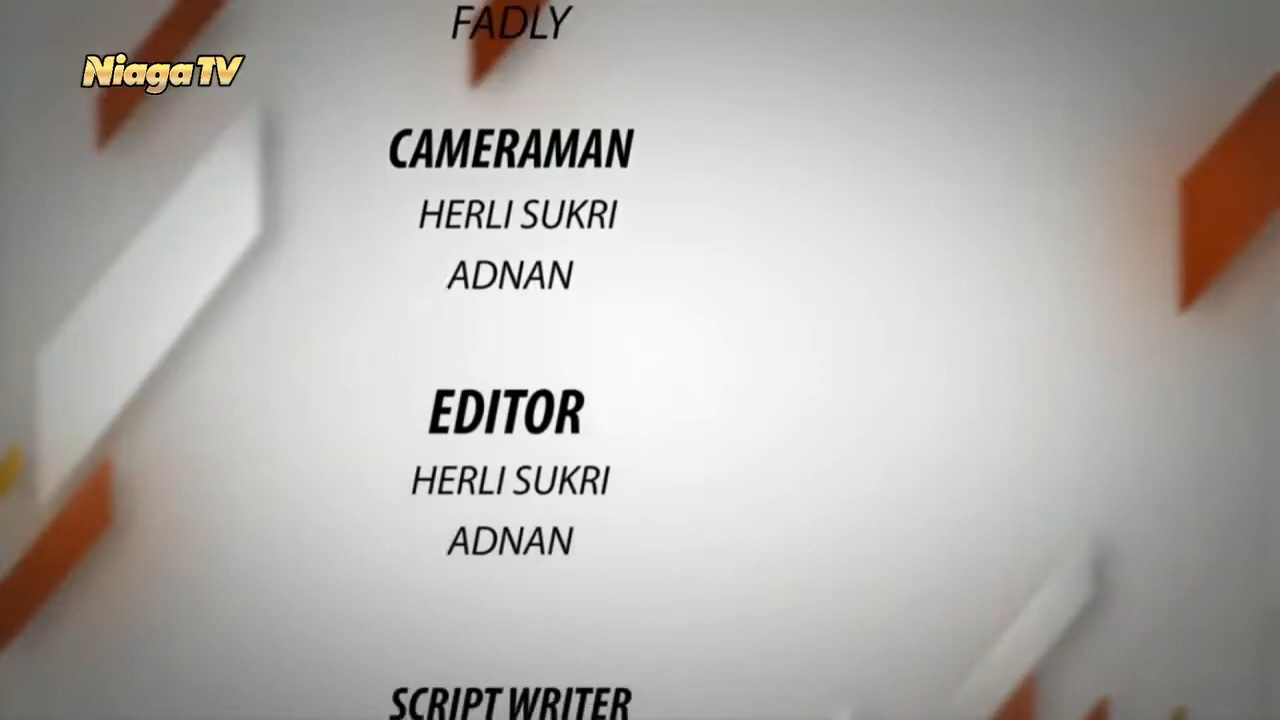 FADLY
NiagaTV
CAMERAMAN
HERLI SUKRI
ADNAN
EDITOR
HERLI SUKRI
ADNAN
SCRIPT WRITER